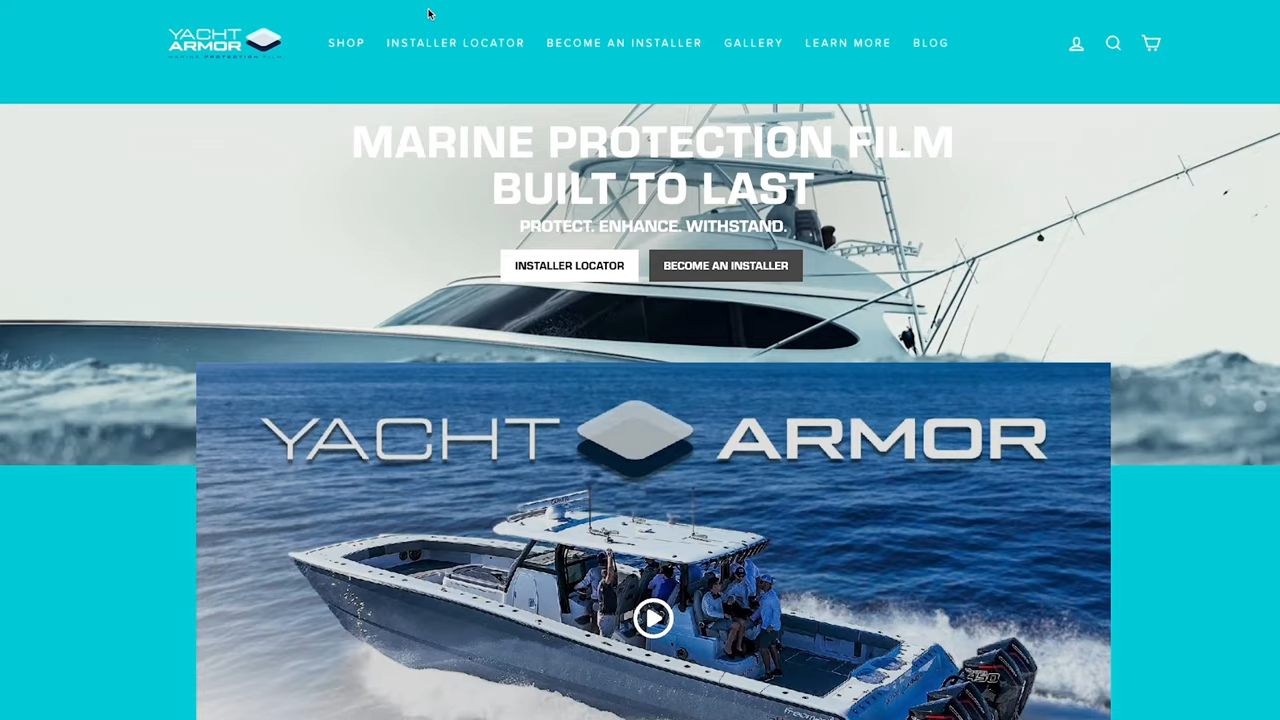 YACHT
ARMOR
MARINE PROTECTION FILM
SHOP
INSTALLER LOCATOR
BECOME AN INSTALLER
GALLERY
LEARN MORE
BLOG
MARINE PROTECTION FILM
BUILT TO LAST
PROTECT. ENHANCE. WITHSTAND.
INSTALLER LOCATOR
BECOME AN INSTALLER
YACHT ARMOR
450
freeman